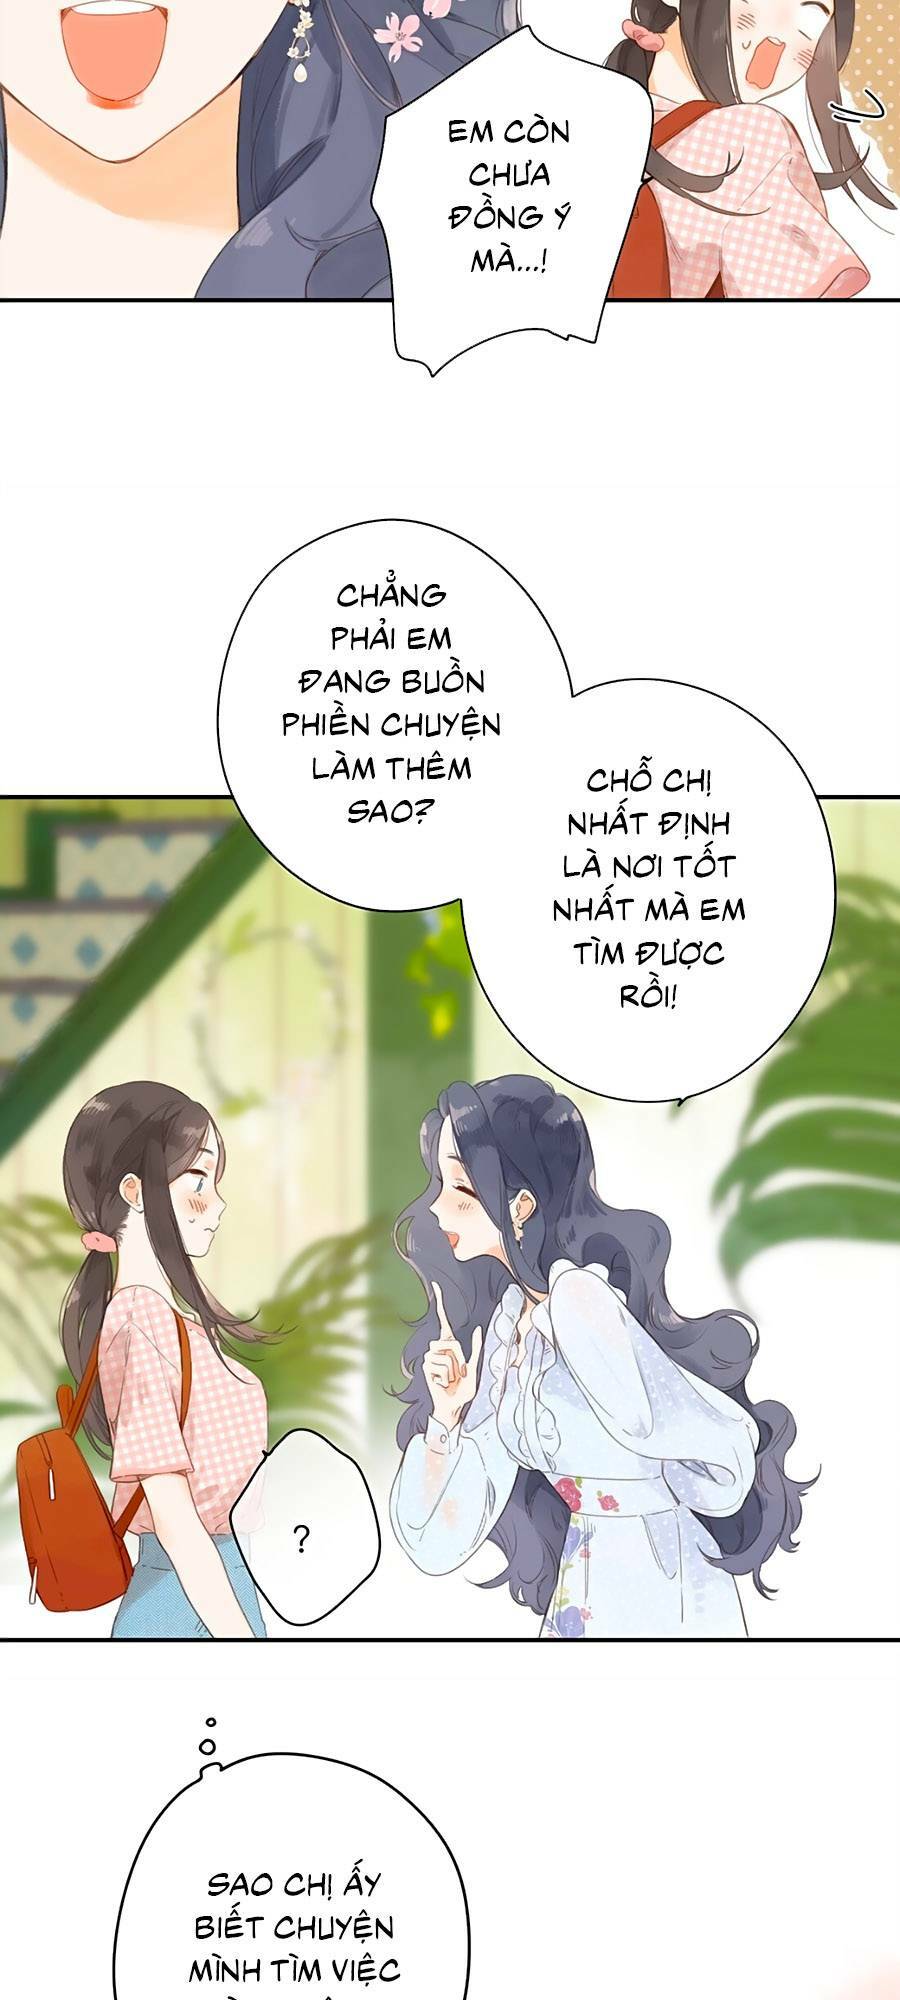 EM CÒN
CHƯA
ĐỒNG Ý
MÀ...!
CHẲNG
PHẢI EM
ĐANG BUỒN
PHIỀN CHUYỆN
LÀM THÊM
SAO?
CHỖ CHỊ
NHẤT ĐỊNH
LÀ NƠI TỐT
NHẤT MÀ EM
TÌM ĐƯỢC
RỒI!
?
SAO CHỊ ẤY
BIẾT CHUYỆN
MÌNH TÌM VIỆC